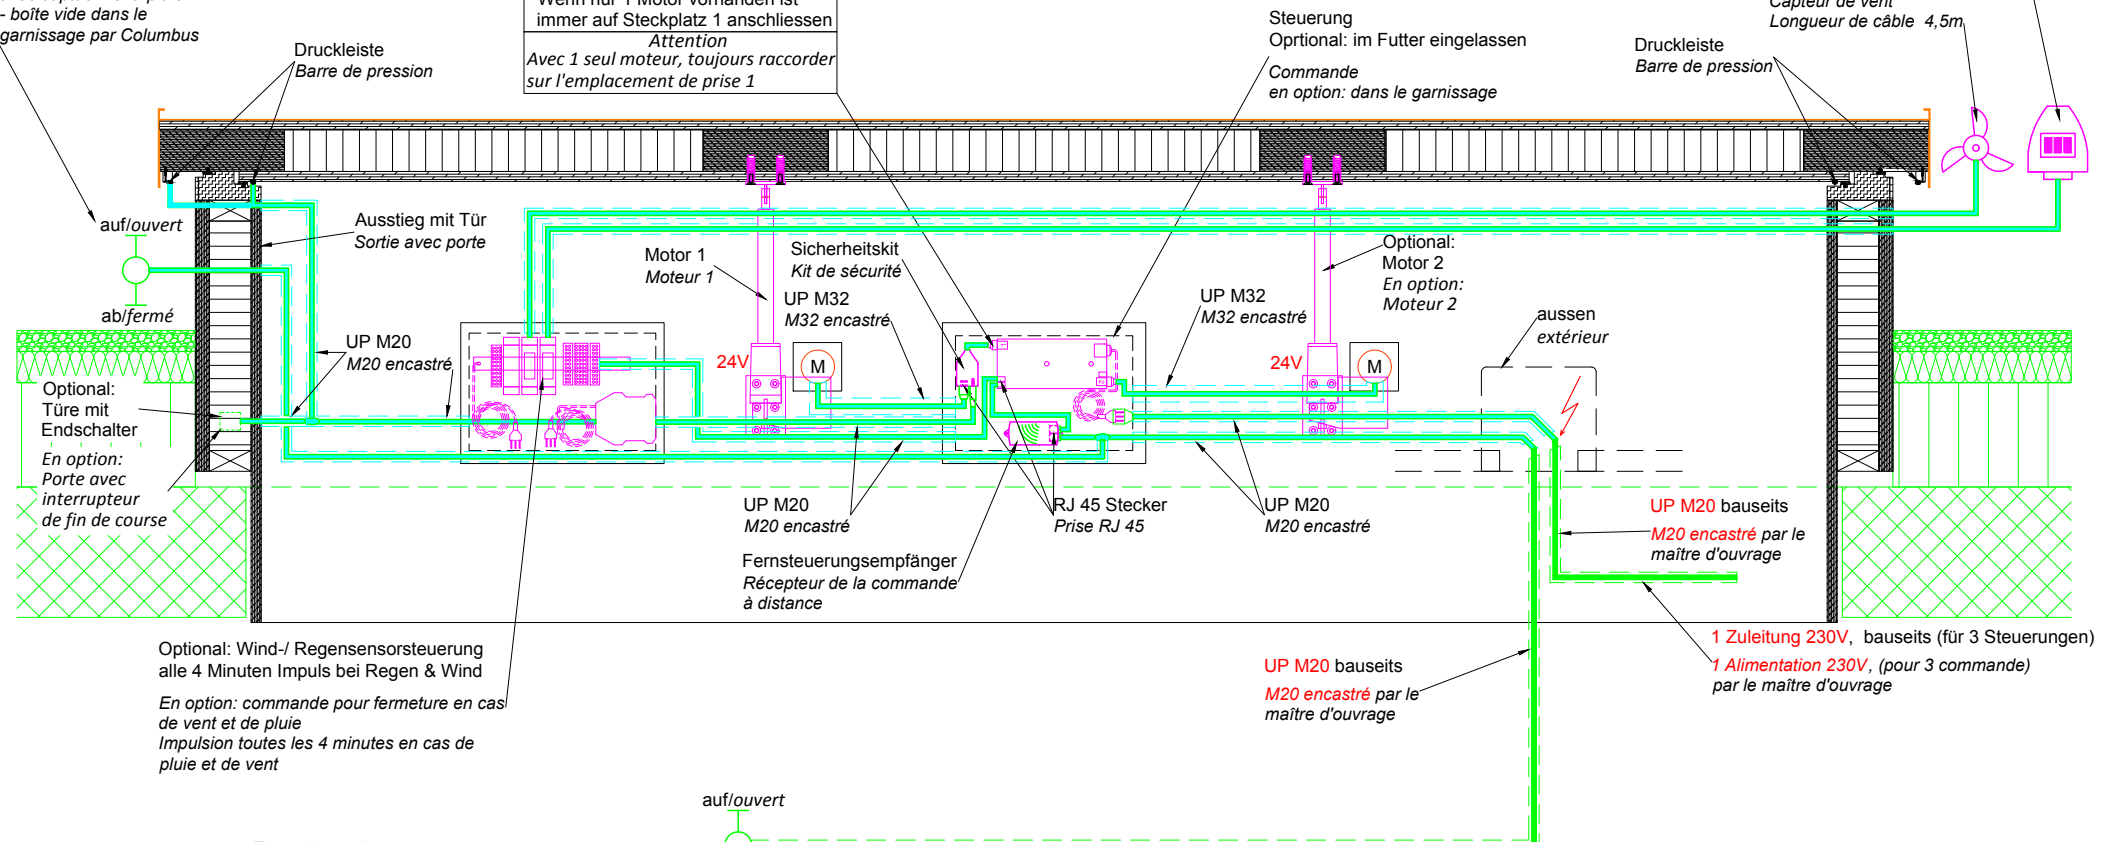 - boîte vide dans le
garnissage par Columbus
Druckleiste
Barre de pression
Wenn nur 1 Motor vorhanden ist
immer auf Steckplatz 1 anschliessen
Attention
Avec 1 seul moteur, toujours raccorder
sur l'emplacement de prise 1
Steuerung
Oprtional: im Futter eingelassen
Commande
en option: dans le garnissage
Druckleiste
Barre de pression
Capteur de vent
Longueur de câble 4,5m
auf/ouvert
ab/fermé
Ausstieg mit Tür
Sortie avec porte
Motor 1
Moteur 1
Sicherheitskit
Kit de sécurité
UP M32
M32 encastré
UP M32
M32 encastré
Optional:
Motor 2
En option:
Moteur 2
aussen
extérieur
UP M20
M20 encastré
24V
M
1
2
24V
M
Optional:
Türe mit
Endschalter
En option:
Porte avec
interrupteur
de fin de course
UP M20
M20 encastré
RJ 45 Stecker
Prise RJ 45
UP M20
M20 encastré
UP M20 bauseits
M20 encastré par le
maître d'ouvrage
Fernsteuerungsempfänger
Récepteur de la commande
à distance
Optional: Wind-/ Regensensorsteuerung
alle 4 Minuten Impuls bei Regen & Wind
En option: commande pour fermeture en cas
de vent et de pluie
Impulsion toutes les 4 minutes en cas de
pluie et de vent
UP M20 bauseits
M20 encastré par le
maître d'ouvrage
1 Zuleitung 230V, bauseits (für 3 Steuerungen)
1 Alimentation 230V, (pour 3 commande)
par le maître d'ouvrage
auf/ouvert